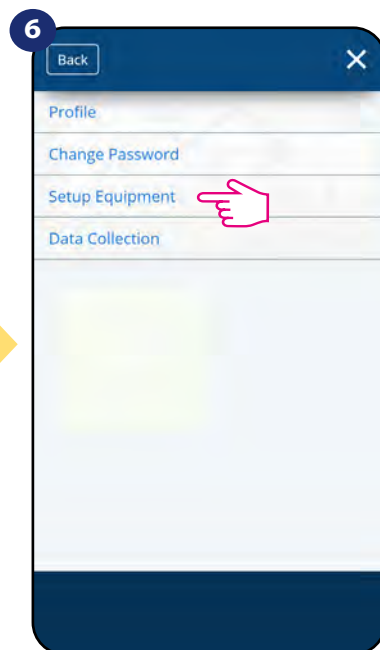 6
Back
Profile
Change Password
Setup Equipment
Data Collection